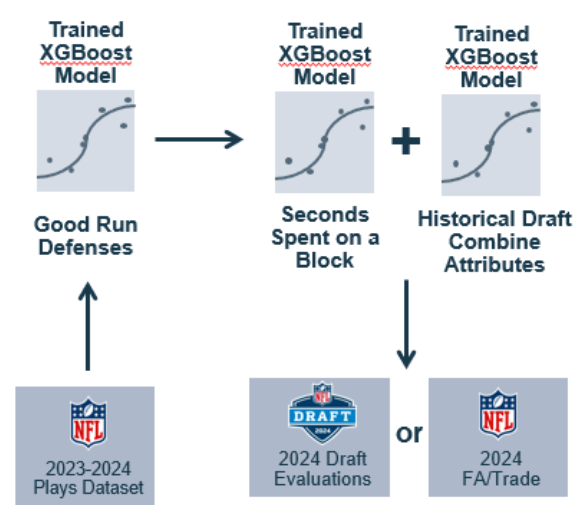 Trained
XGBoost
Model
Trained
XGBoost
Model
Trained
XGBoost
Model
+
Good Run
Defenses
Seconds
Spent on a
Block
Historical Draft
Combine
Attributes
NFL
2023-2024
Plays Dataset
NFL
DRAFT
2024
2024 Draft
Evaluations
or
NFL
2024
FA/Trade